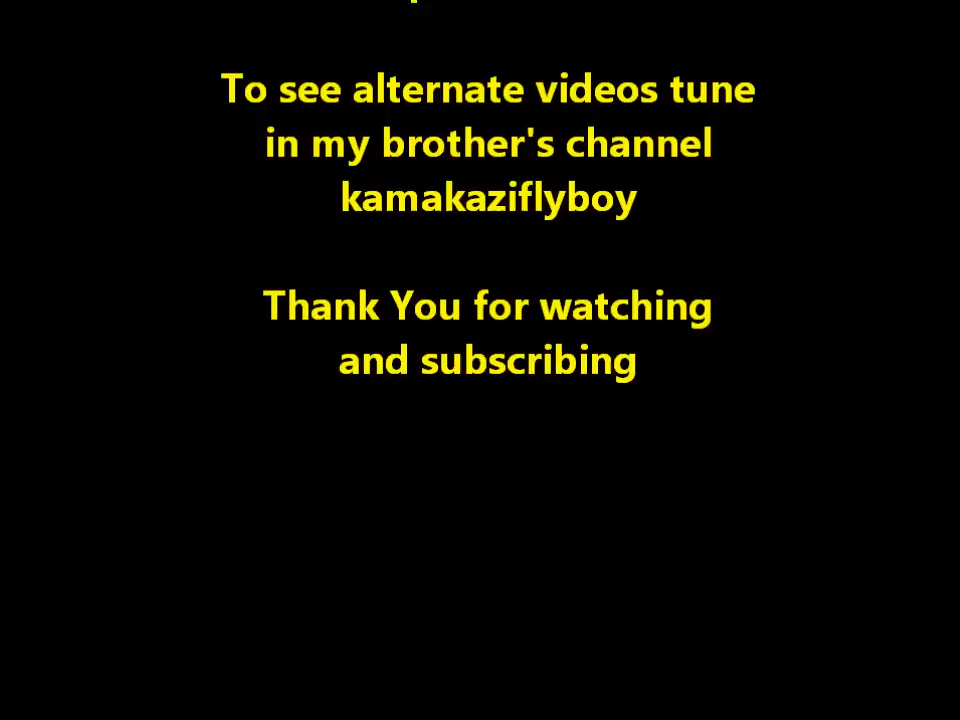 To see alternate videos tune
in my brother's channel
kamakaziflyboy
Thank You for watching
and subscribing